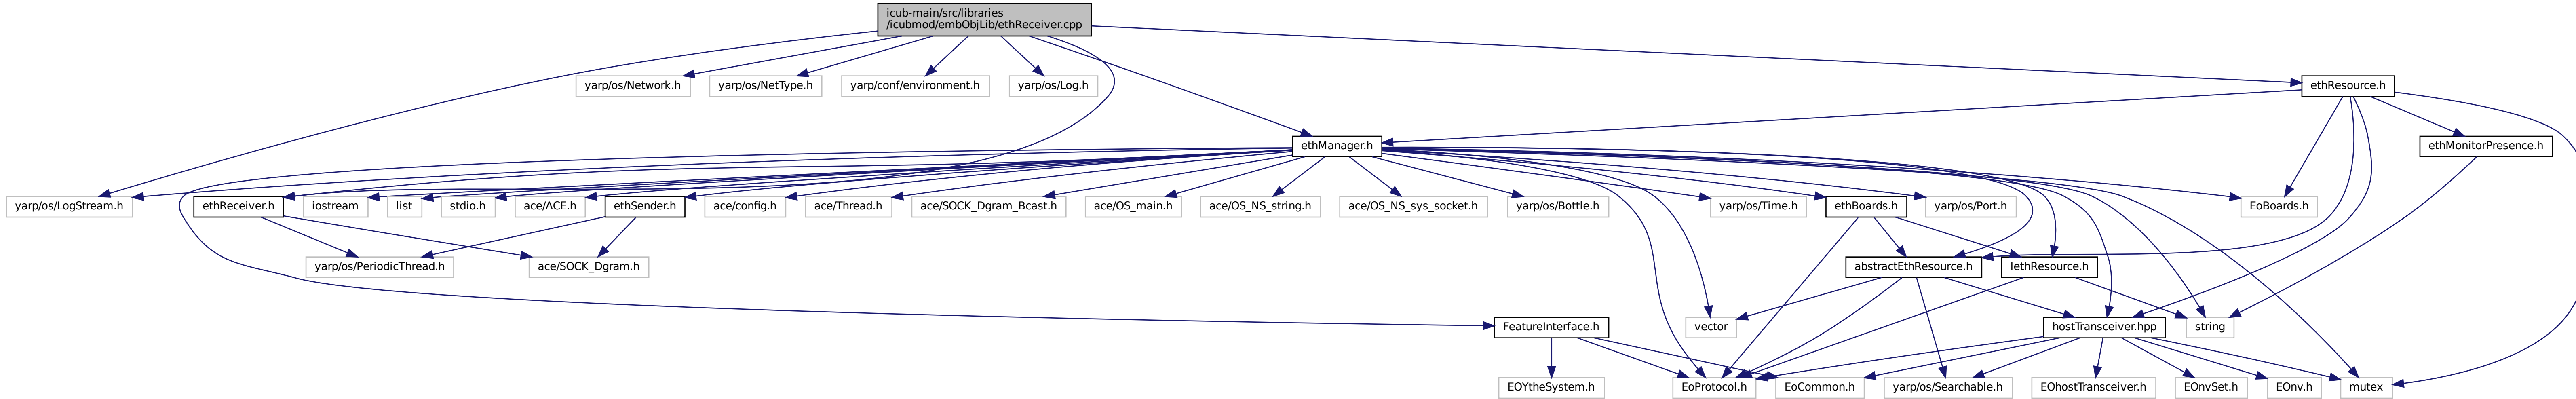 icub-main/src/libraries
/icubmod/embObjLib/ethReceiver.cpp
yarp/os/Network.h
yarp/os/NetType.h
yarp/conf/environment.h
yarp/os/Log.h
ethResource.h
ethManager.h
ethMonitorPresence.h
yarp/os/LogStream.h
ethReceiver.h
iostream
list
stdio.h
ace/ACE.h
ethSender.h
ace/config.h
ace/Thread.h
ace/SOCK_Dgram_Bcast.h
ace/OS_main.h
ace/OS_NS_string.h
ace/OS_NS_sys_socket.h
yarp/os/Bottle.h
yarp/os/Time.h
ethBoards.h
yarp/os/Port.h
EoBoards.h
yarp/os/PeriodicThread.h
ace/SOCK_Dgram.h
abstractEthResource.h
IethResource.h
FeatureInterface.h
vector
hostTransceiver.hpp
string
EOYtheSystem.h
EoProtocol.h
EoCommon.h
yarp/os/Searchable.h
EOhostTransceiver.h
EOnvSet.h
EOnv.h
mutex